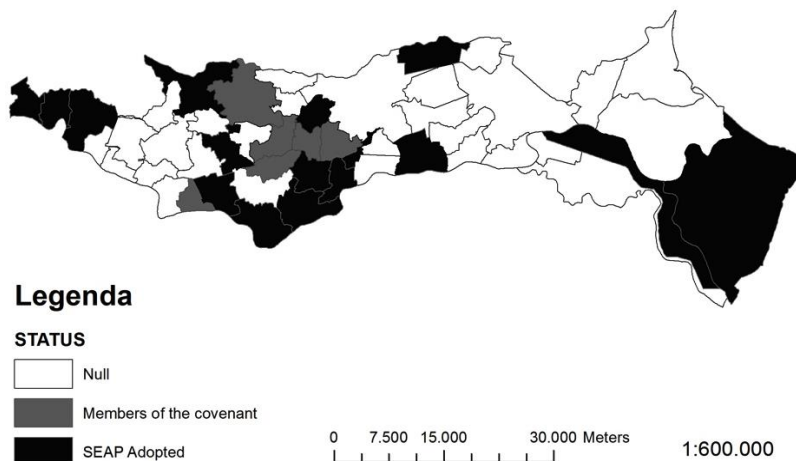 Legenda
STATUS
Null
Members of the covenant
SEAP Adopted
0 7.500 15.000 30.000 Meters
1:600.000